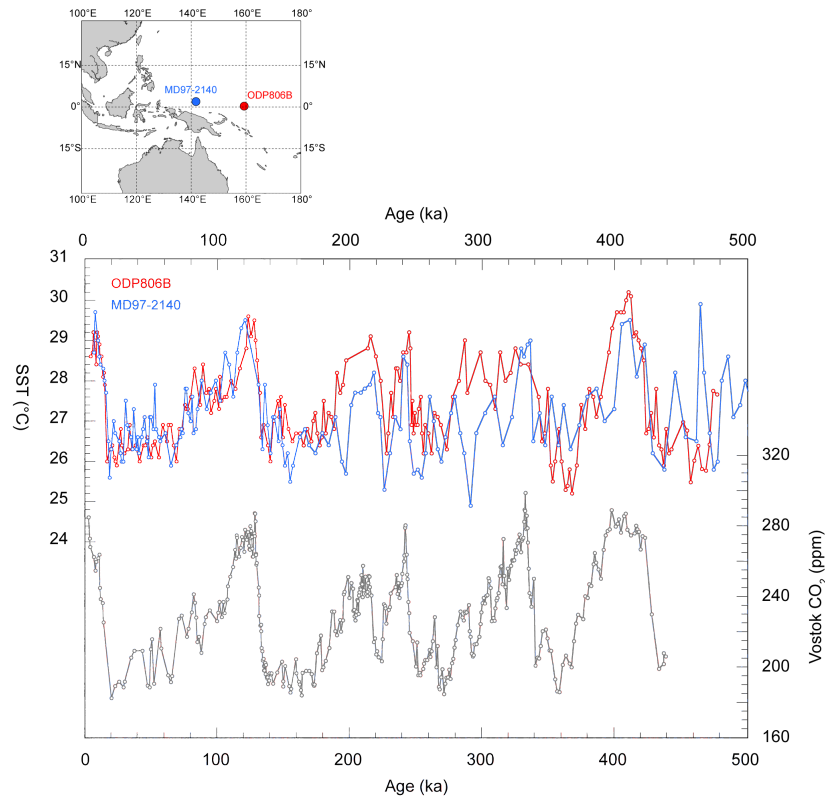 100°E 120°E 140°E 160°E 180°
15°N 15°N
MD97-2140
ODP806B
0° 0°
15°S 15°S
100°E 120°E 140°E 160°E 180°
Age (ka)
0 100 200 300 400 500
31
30
29
28
27
26
25
24
SST (°C)
ODP806B
MD97-2140
320
280
240
200
160
Vostok CO2 (ppm)
0 100 200 300 400 500
Age (ka)